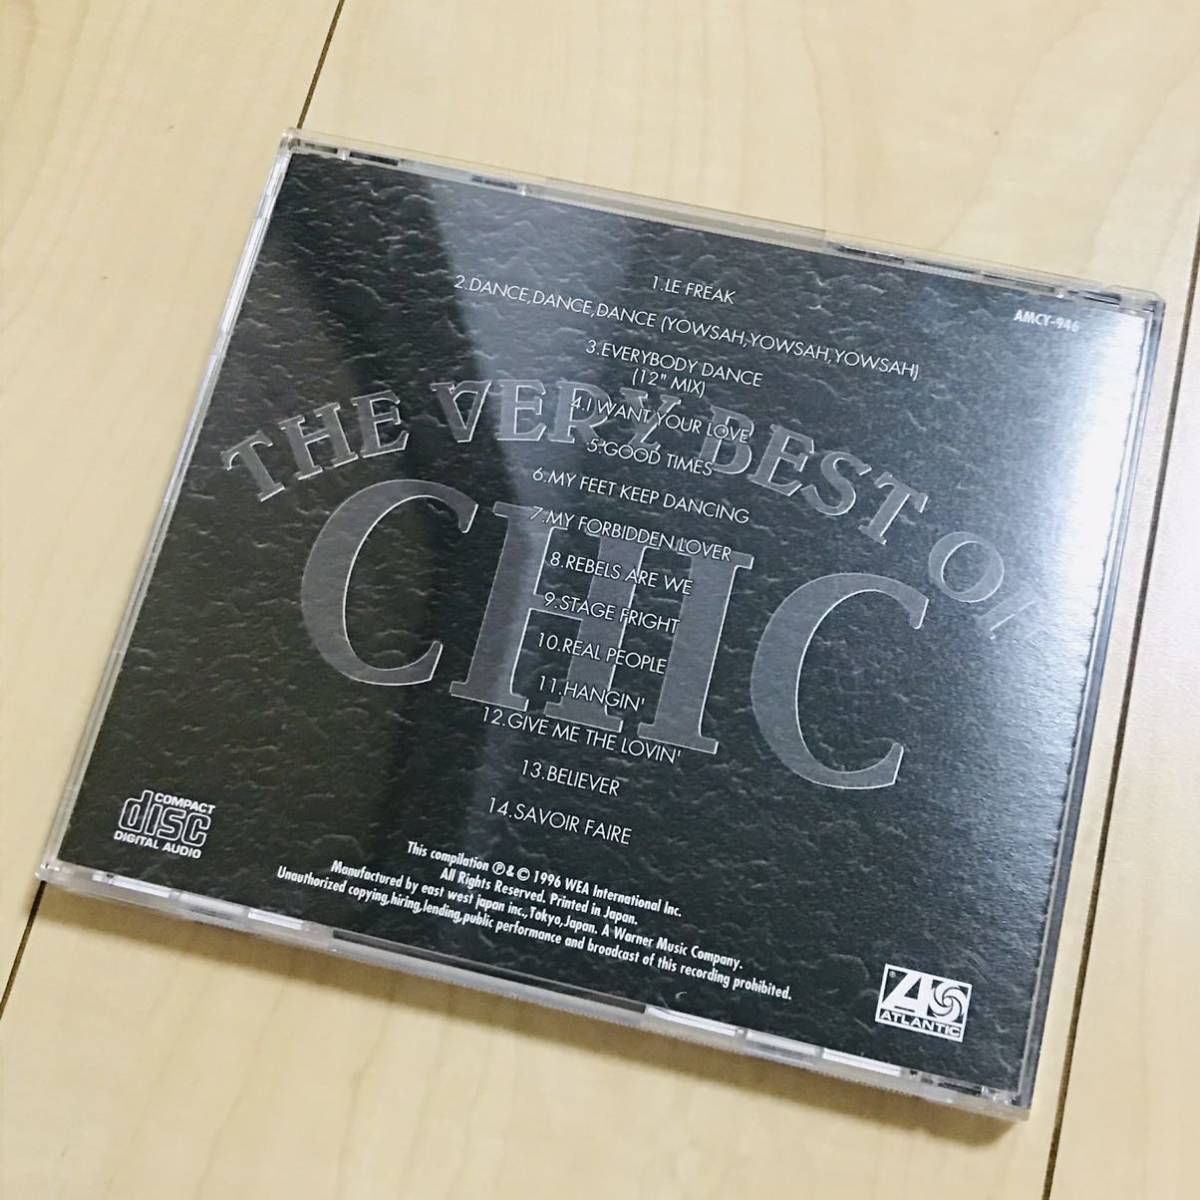 AMCY-946
1.LE FREAK
2.DANCE,DANCE,DANCE (YOWSAH,YOWSAH,YOWSAH)
3.EVERYBODY DANCE
(12" MIX)
4.I WANT YOUR LOVE
5.GOOD TIMES
6.MY FEET KEEP DANCING
7.MY FORBIDDEN LOVER
8.REBELS ARE WE
9.STAGE FRIGHT
10.REAL PEOPLE
11.HANGIN'
12.GIVE ME THE LOVIN'
13.BELIEVER
14.SAVOIR FAIRE
THE VERY BEST OF
CHIC
COMPACT
disc
DIGITAL AUDIO
This compilation Ⓟ&© 1996 WEA International Inc.
All Rights Reserved. Printed in Japan.
Manufactured by east west japan inc.,Tokyo,Japan. A Warner Music Company.
Unauthorized copying,hiring,lending,public performance and broadcast of this recording prohibited.
ATLANTIC